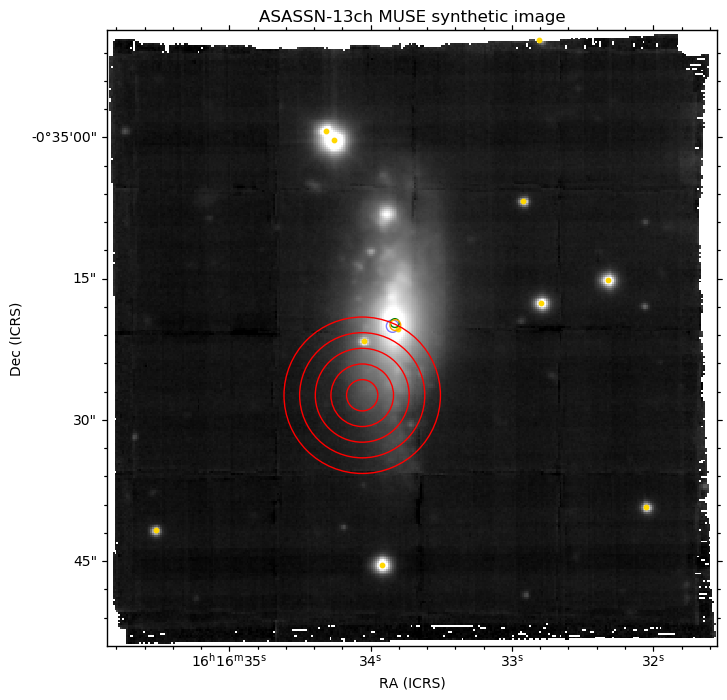 ASASSN-13ch MUSE synthetic image
-0°35'00"
15"
30"
45"
Dec (ICRS)
16ʰ16ᵐ35ˢ 34ˢ 33ˢ 32ˢ
RA (ICRS)